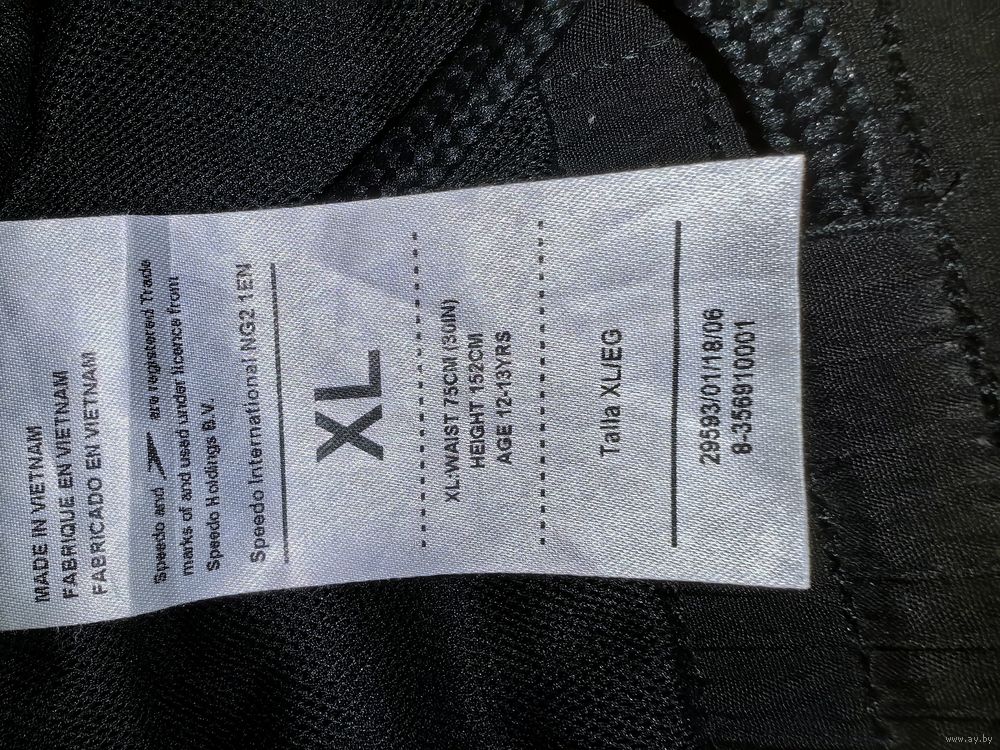 MADE IN VIETNAM
FABRIQUE EN VIETNAM
FABRICADO EN VIETNAM
Speedo and are registered Trade
marks of and used under licence from
Speedo Holdings B.V.
Speedo International NG2 1EN
XL
XL:WAIST 75CM (30IN)
HEIGHT 152CM
AGE 12-13YRS
Talla XL/EG
29593/01/18/06
8-356910001
www.ay.by